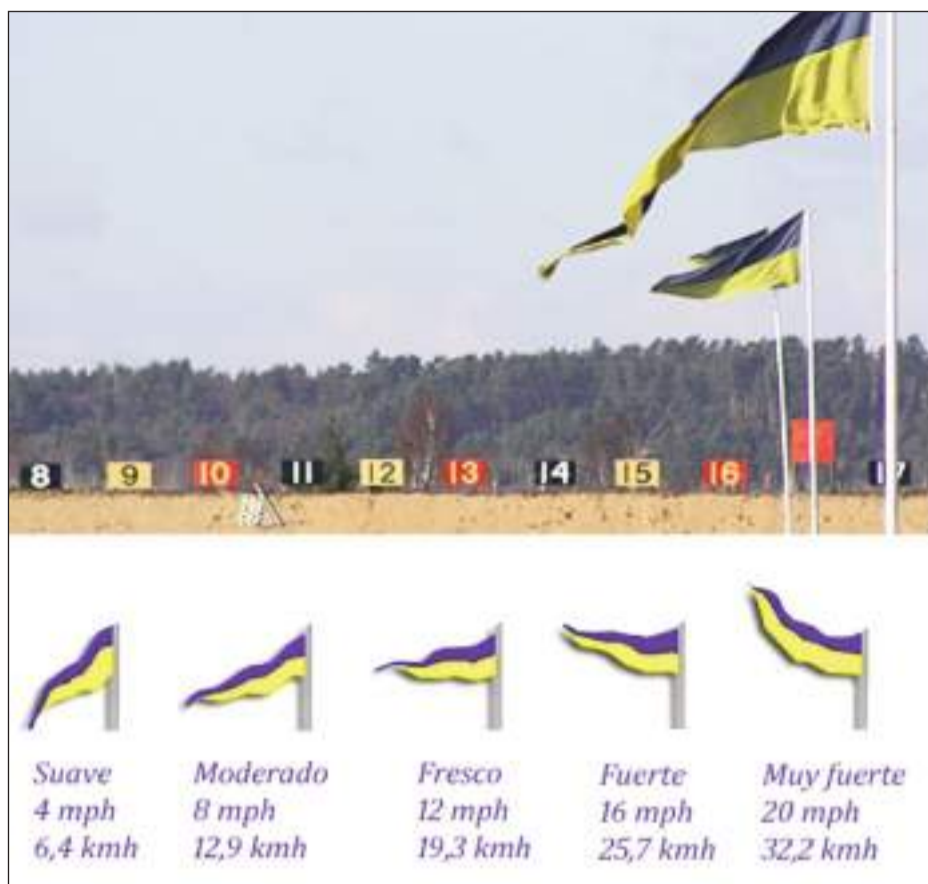 8 9 10 11 12 13 14 15 16 17
Suave Moderado Fresco Fuerte Muy fuerte
4 mph 8 mph 12 mph 16 mph 20 mph
6,4 kmh 12,9 kmh 19,3 kmh 25,7 kmh 32,2 kmh